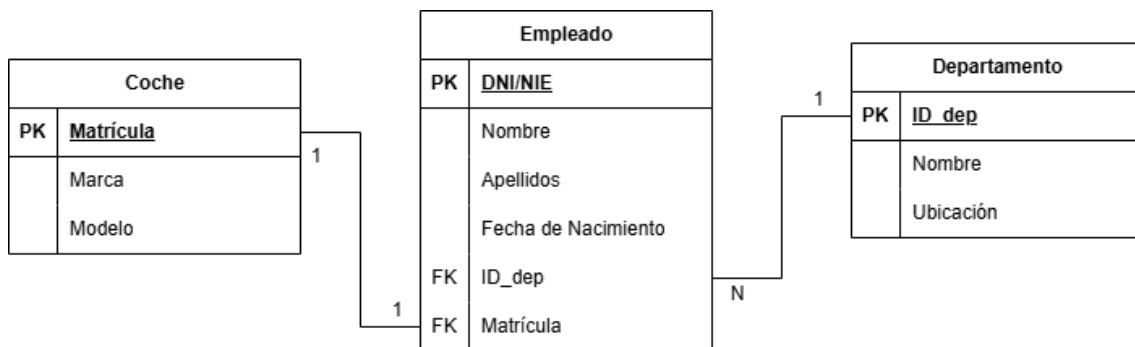 Coche
PK Matrícula
Marca
Modelo
1
1
Empleado
PK DNI/NIE
Nombre
Apellidos
Fecha de Nacimiento
FK ID_dep
FK Matrícula
N
1
Departamento
PK ID_dep
Nombre
Ubicación